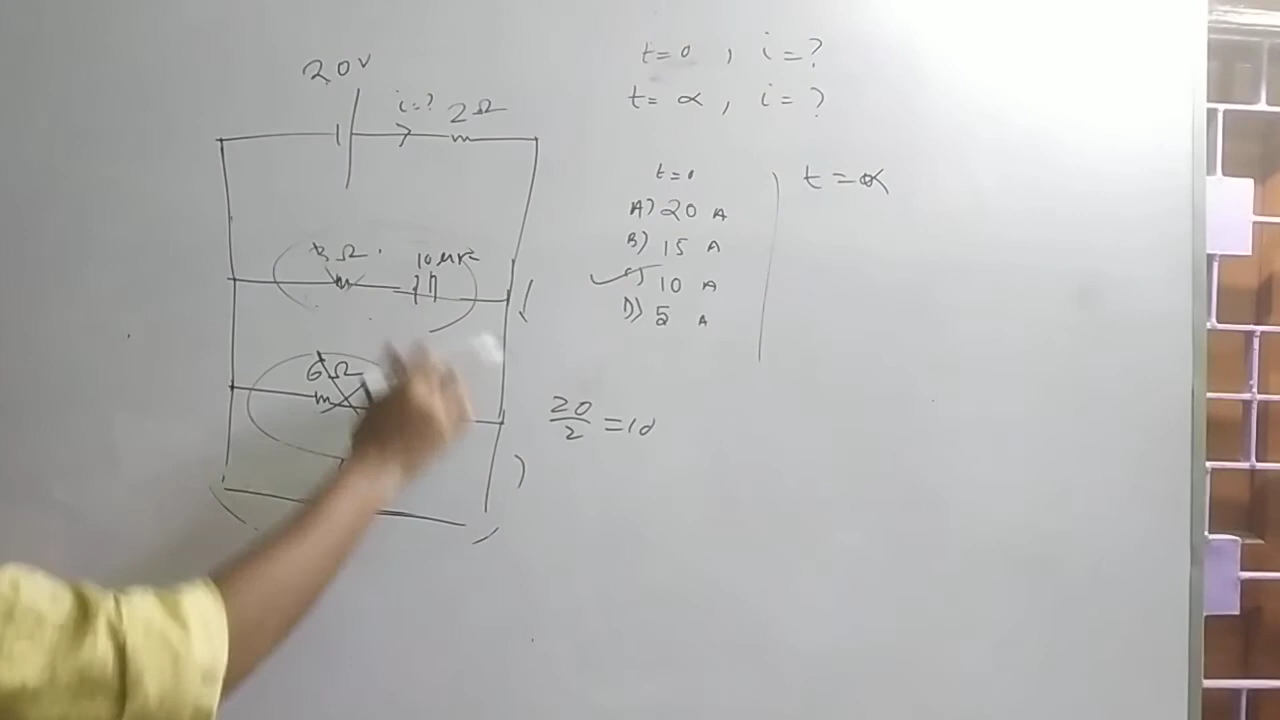 20V
i=? 2Ω
3Ω 10μF
6Ω
t=0 , i=?
t=∝ , i=?
t=0
A) 20 A
B) 15 A
C) 10 A
D) 5 A
t=∝
20/2 =10